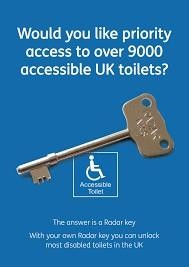 Would you like priority
access to over 9000
accessible UK toilets?
Accessible
Toilet
The answer is a Radar key
With your own Radar key you can unlock
most disabled toilets in the UK